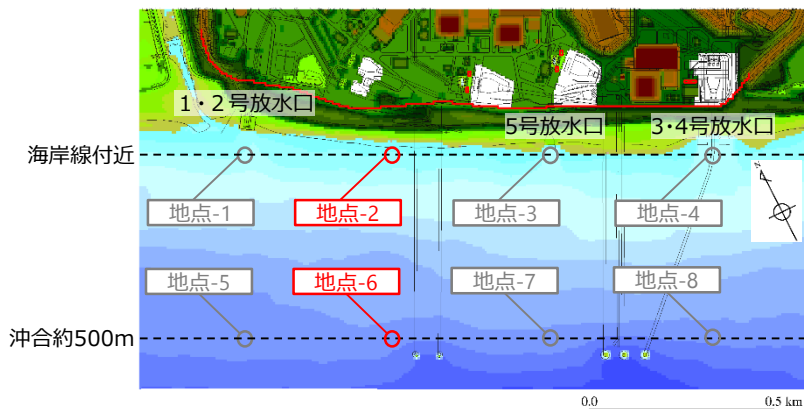 1・2号放水口
5号放水口
3・4号放水口
海岸線付近
地点-1
地点-2
地点-3
地点-4
地点-5
地点-6
地点-7
地点-8
沖合約500m
0.0
0.5 km